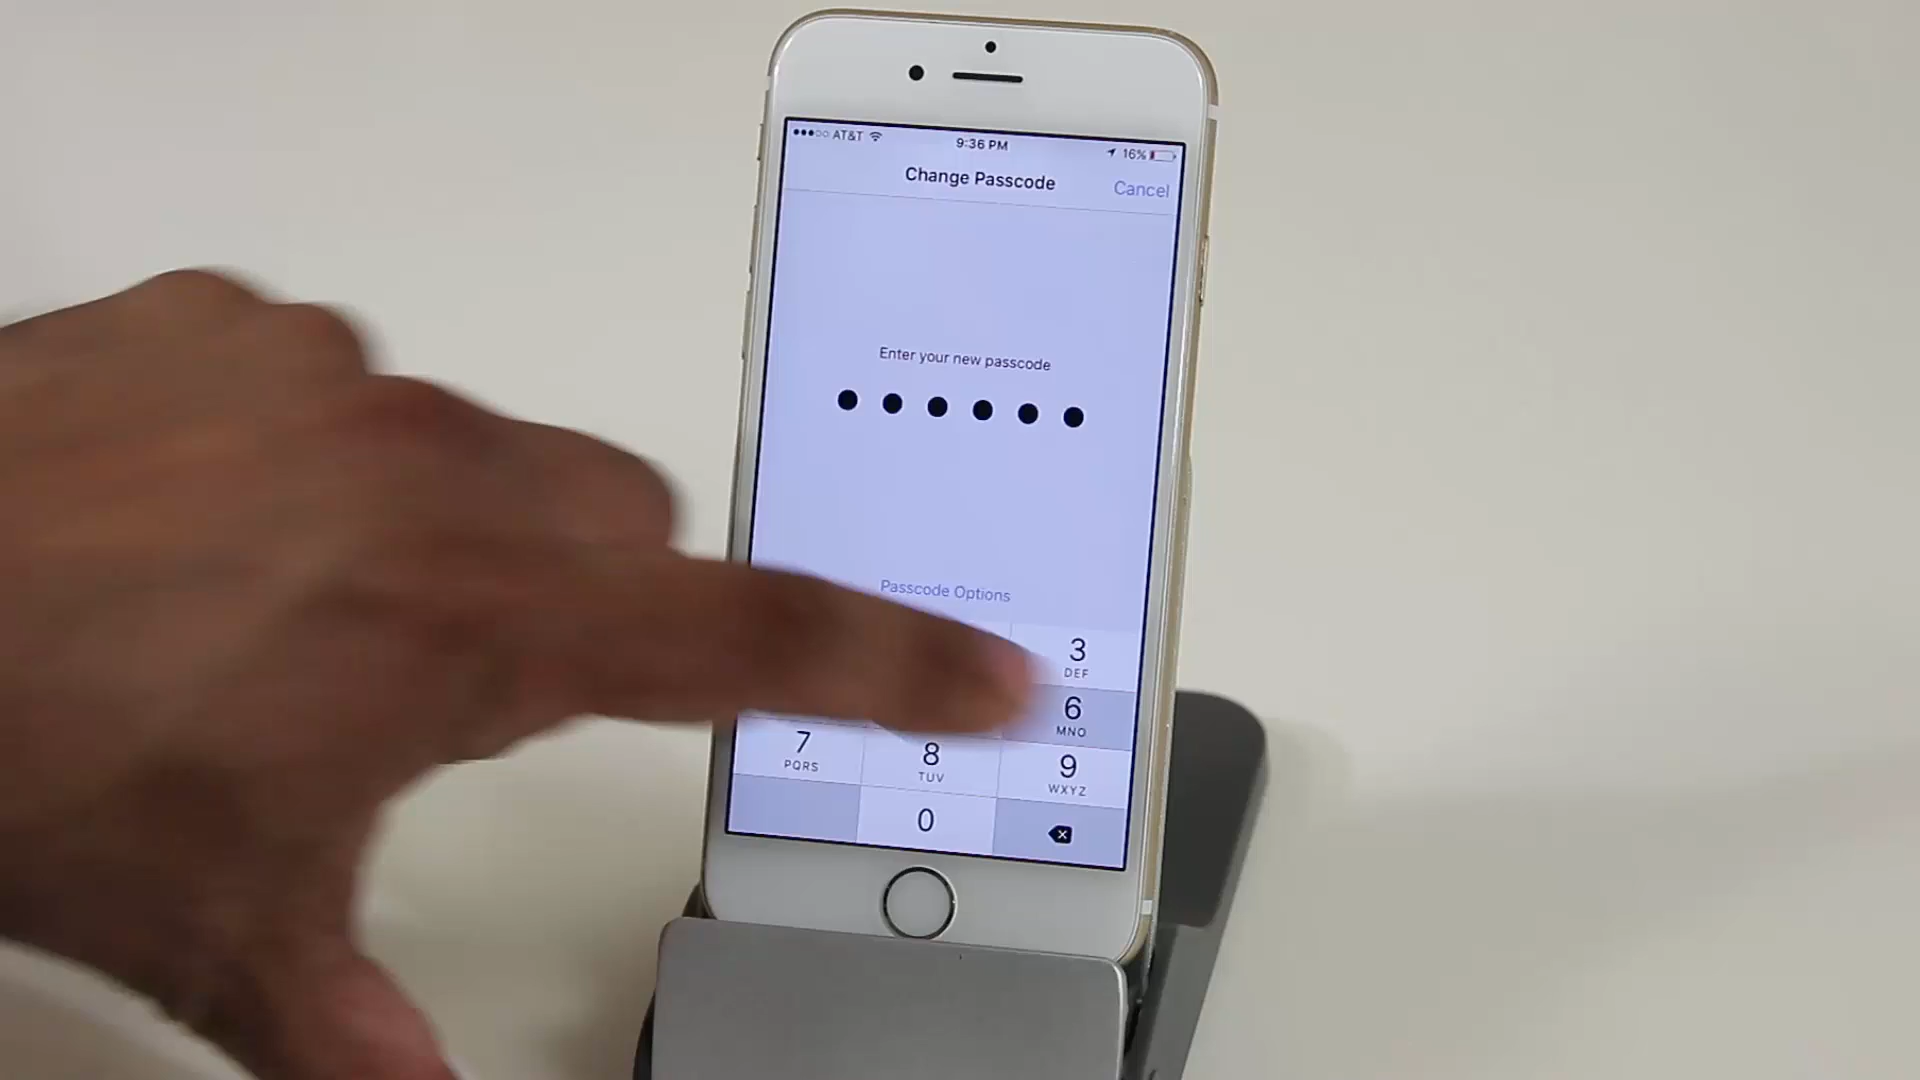 AT&T 9:36 PM 16%
Change Passcode Cancel
Enter your new passcode
Passcode Options
3
DEF
6
MNO
7 8 9
PQRS TUV WXYZ
0